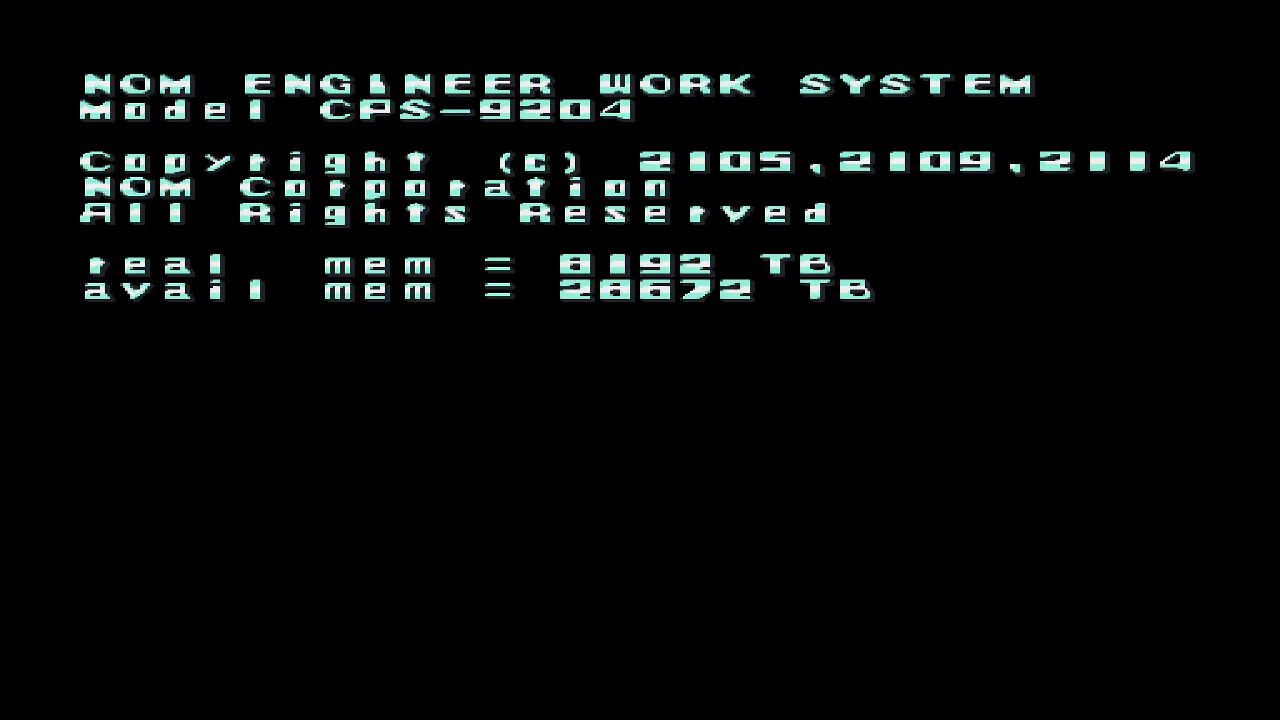 NOM ENGINEER WORK SYSTEM
Model CPS-9204
Copyright (c) 2105,2109,2114
NOM Corporation
All Rights Reserved
real mem = 8192 TB
avail mem = 28672 TB